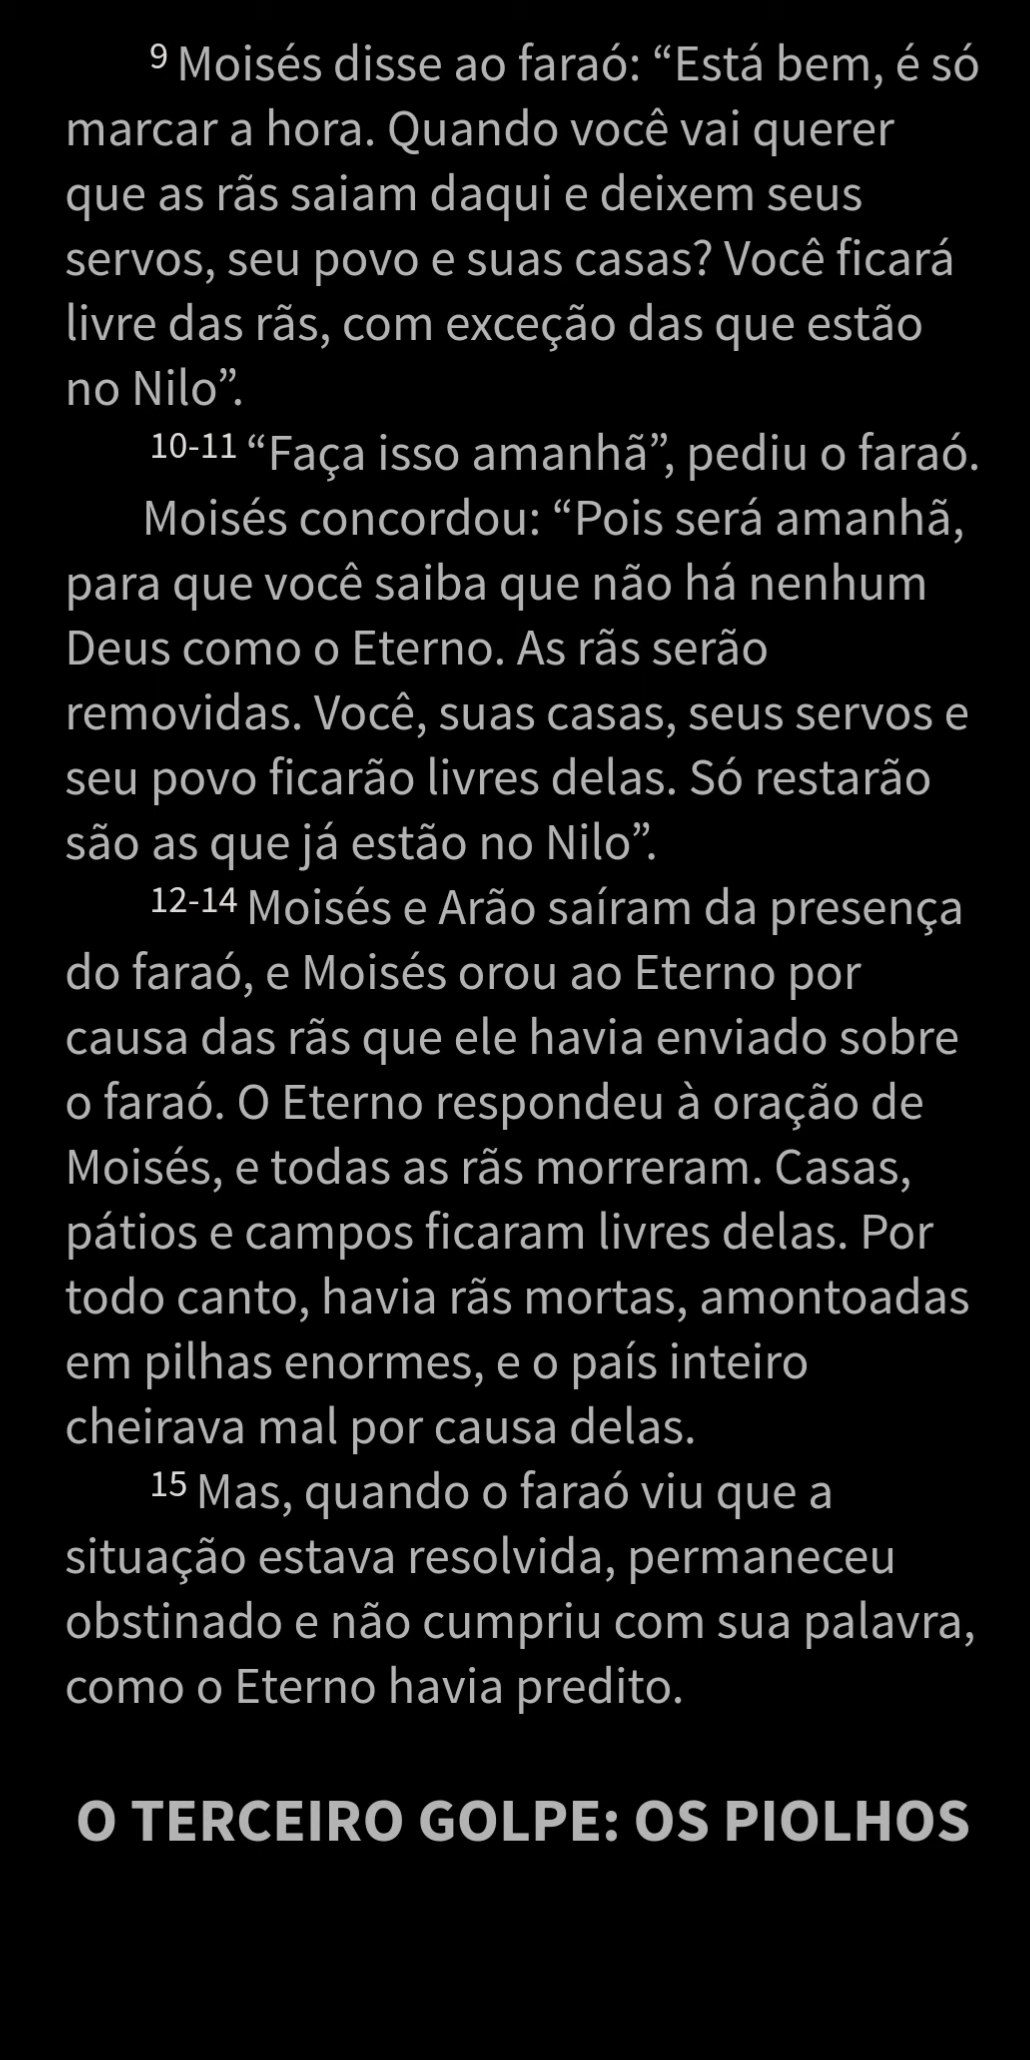 9 Moisés disse ao faraó: “Está bem, é só
marcar a hora. Quando você vai querer
que as rãs saiam daqui e deixem seus
servos, seu povo e suas casas? Você ficará
livre das rãs, com exceção das que estão
no Nilo”.
10-11 “Faça isso amanhã”, pediu o faraó.
Moisés concordou: “Pois será amanhã,
para que você saiba que não há nenhum
Deus como o Eterno. As rãs serão
removidas. Você, suas casas, seus servos e
seu povo ficarão livres delas. Só restarão
são as que já estão no Nilo”.
12-14 Moisés e Arão saíram da presença
do faraó, e Moisés orou ao Eterno por
causa das rãs que ele havia enviado sobre
o faraó. O Eterno respondeu à oração de
Moisés, e todas as rãs morreram. Casas,
pátios e campos ficaram livres delas. Por
todo canto, havia rãs mortas, amontoadas
em pilhas enormes, e o país inteiro
cheirava mal por causa delas.
15 Mas, quando o faraó viu que a
situação estava resolvida, permaneceu
obstinado e não cumpriu com sua palavra,
como o Eterno havia predito.
O TERCEIRO GOLPE: OS PIOLHOS